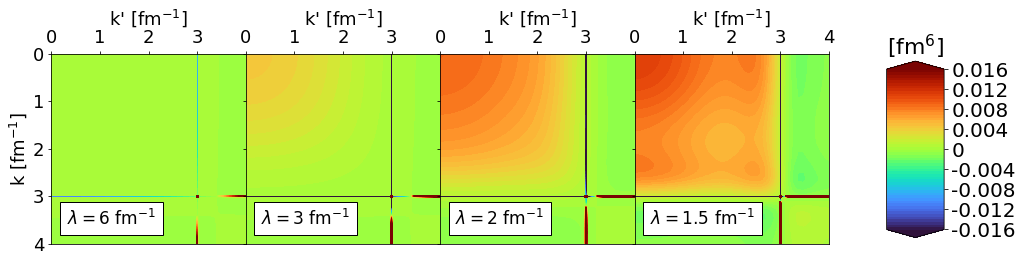 k' [fm⁻¹] k' [fm⁻¹] k' [fm⁻¹] k' [fm⁻¹]
0 1 2 3 0 1 2 3 0 1 2 3 0 1 2 3 4
k [fm⁻¹]
0
1
2
3
4
λ = 6 fm⁻¹
λ = 3 fm⁻¹
λ = 2 fm⁻¹
λ = 1.5 fm⁻¹
[fm⁶]
0.016
0.012
0.008
0.004
0
-0.004
-0.008
-0.012
-0.016